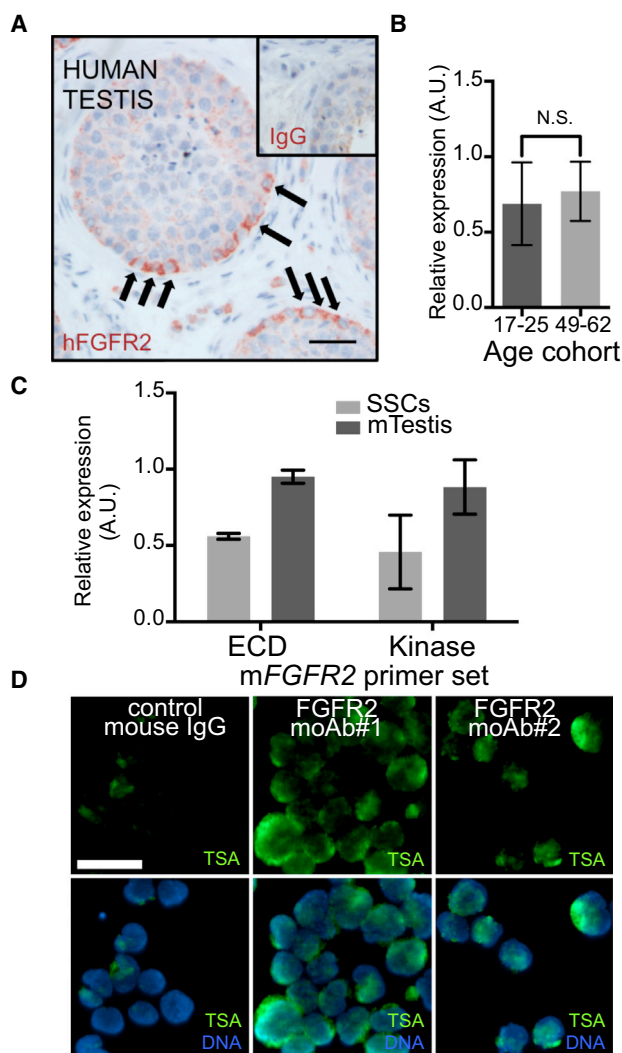 A
HUMAN
TESTIS
IgG
hFGFR2
B
Relative expression (A.U.)
1.5
1.0
0.5
0.0
N.S.
17-25 49-62
Age cohort
C
Relative expression
(A.U.)
1.5
1.0
0.5
0.0
SSCs
mTestis
ECD Kinase
mFGFR2 primer set
D
control
mouse IgG
TSA
FGFR2
moAb#1
TSA
FGFR2
moAb#2
TSA
TSA
DNA
TSA
DNA
TSA
DNA